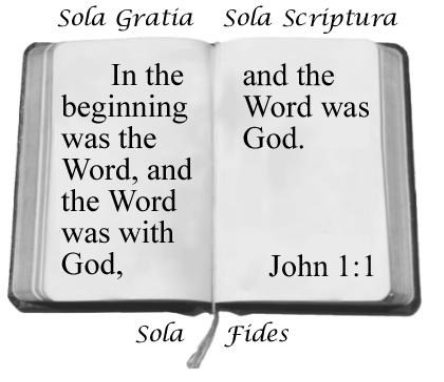 Sola Gratia Sola Scriptura
In the
beginning
was the
Word, and
the Word
was with
God,
and the
Word was
God.
John 1:1
Sola Fides